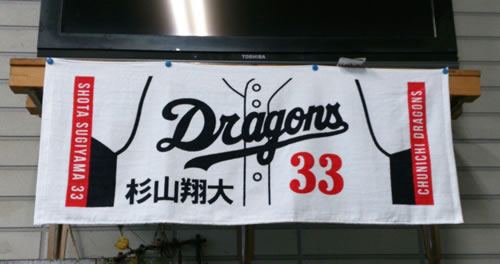 TOSHIBA
SHOTA SUGIYAMA 33
Dragons
杉山翔大
33
CHUNICHI DRAGONS